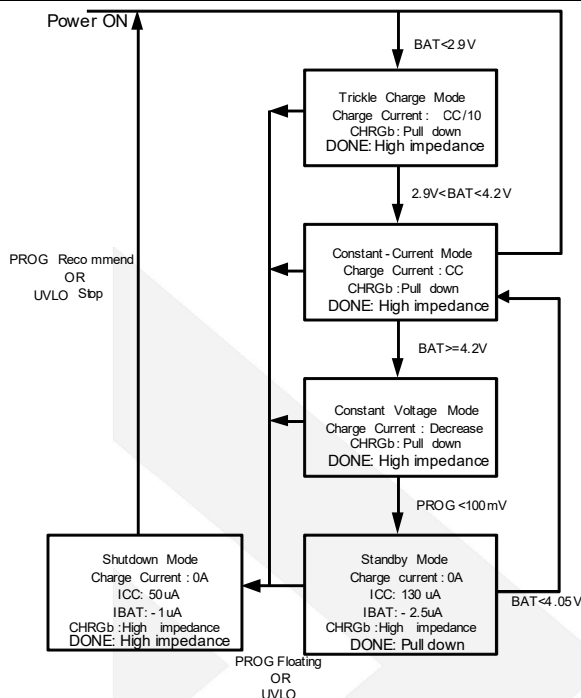 Power ON
BAT<2.9V
Trickle Charge Mode
Charge Current : CC/10
CHRGb: Pull down
DONE: High impedance
2.9V<BAT<4.2V
PROG Recommend
OR
UVLO Stop
Constant-Current Mode
Charge Current : CC
CHRGb : Pull down
DONE: High impedance
BAT>=4.2V
Constant Voltage Mode
Charge Current : Decrease
CHRGb : Pull down
DONE: High impedance
PROG <100mV
Shutdown Mode
Charge Current : 0A
ICC: 50uA
IBAT: -1uA
CHRGb : High impedance
DONE: High impedance
Standby Mode
Charge current : 0A
ICC: 130 uA
IBAT: -2.5uA
CHRGb : High impedance
DONE: Pull down
BAT<4.05V
PROG Floating
OR
UVLO